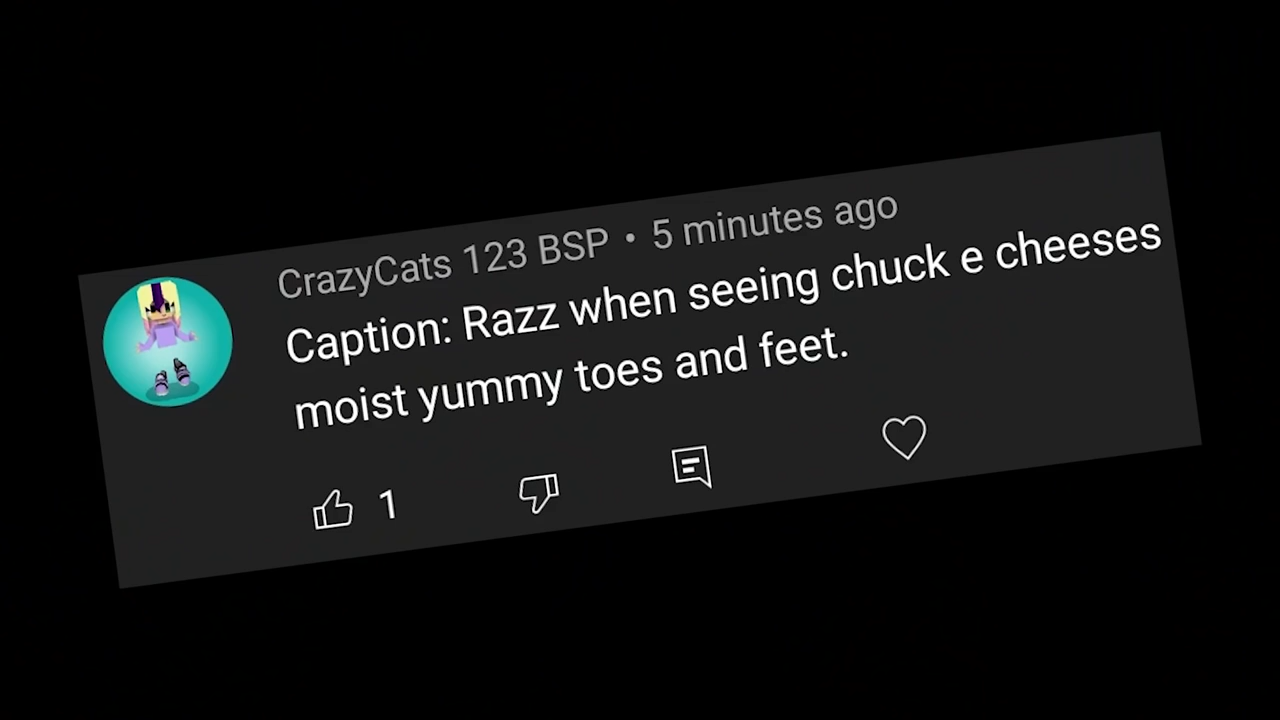 CrazyCats 123 BSP • 5 minutes ago
Caption: Razz when seeing chuck e cheeses
moist yummy toes and feet.
1